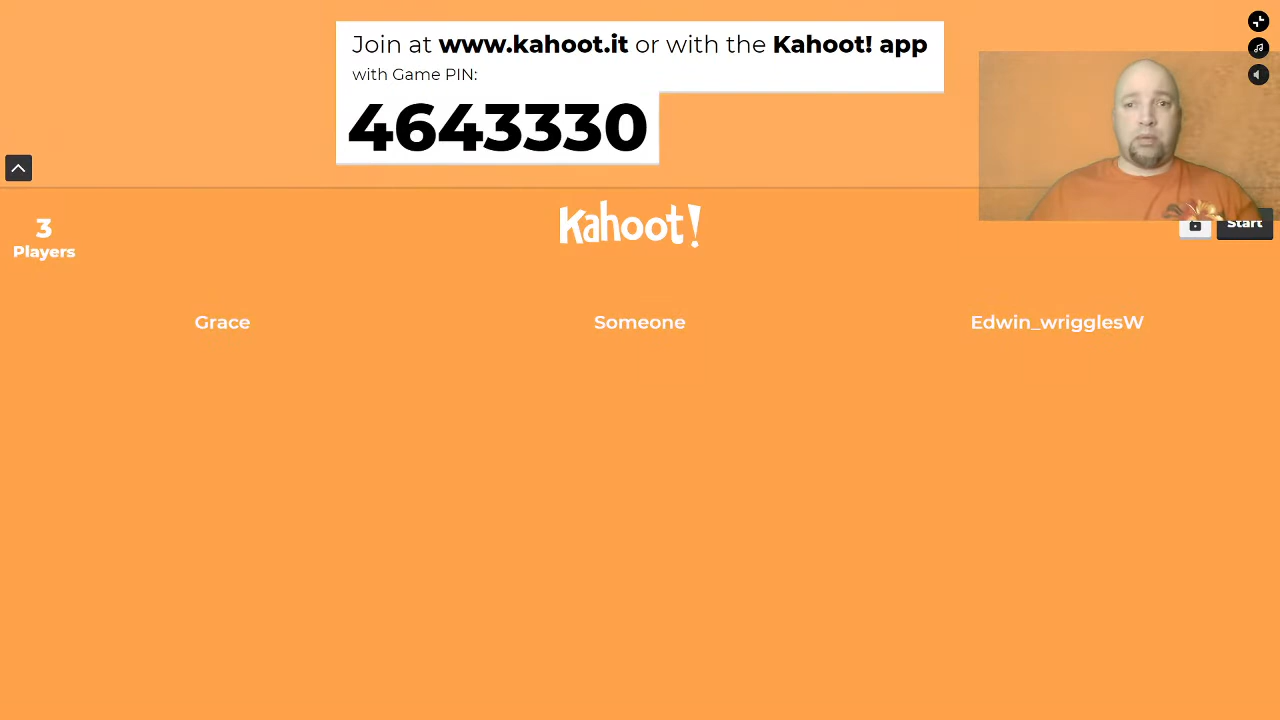 Join at www.kahoot.it or with the Kahoot! app
with Game PIN:
4643330
3
Players
Kahoot!
Start
Grace
Someone
Edwin_wrigglesW